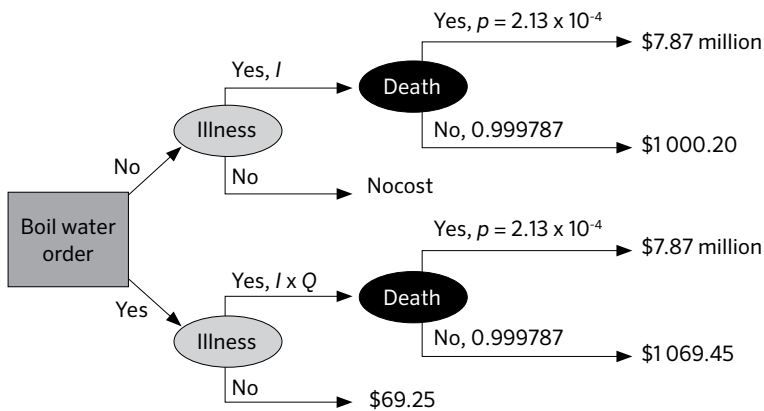 Yes, p = 2.13 x 10-4
$7.87 million
Yes, I
Death
Illness
No, 0.999787
$1 000.20
No
No
Nocost
Boil water
order
Yes, p = 2.13 x 10-4
$7.87 million
Yes, I x Q
Death
Yes
Illness
No, 0.999787
$1 069.45
No
$69.25